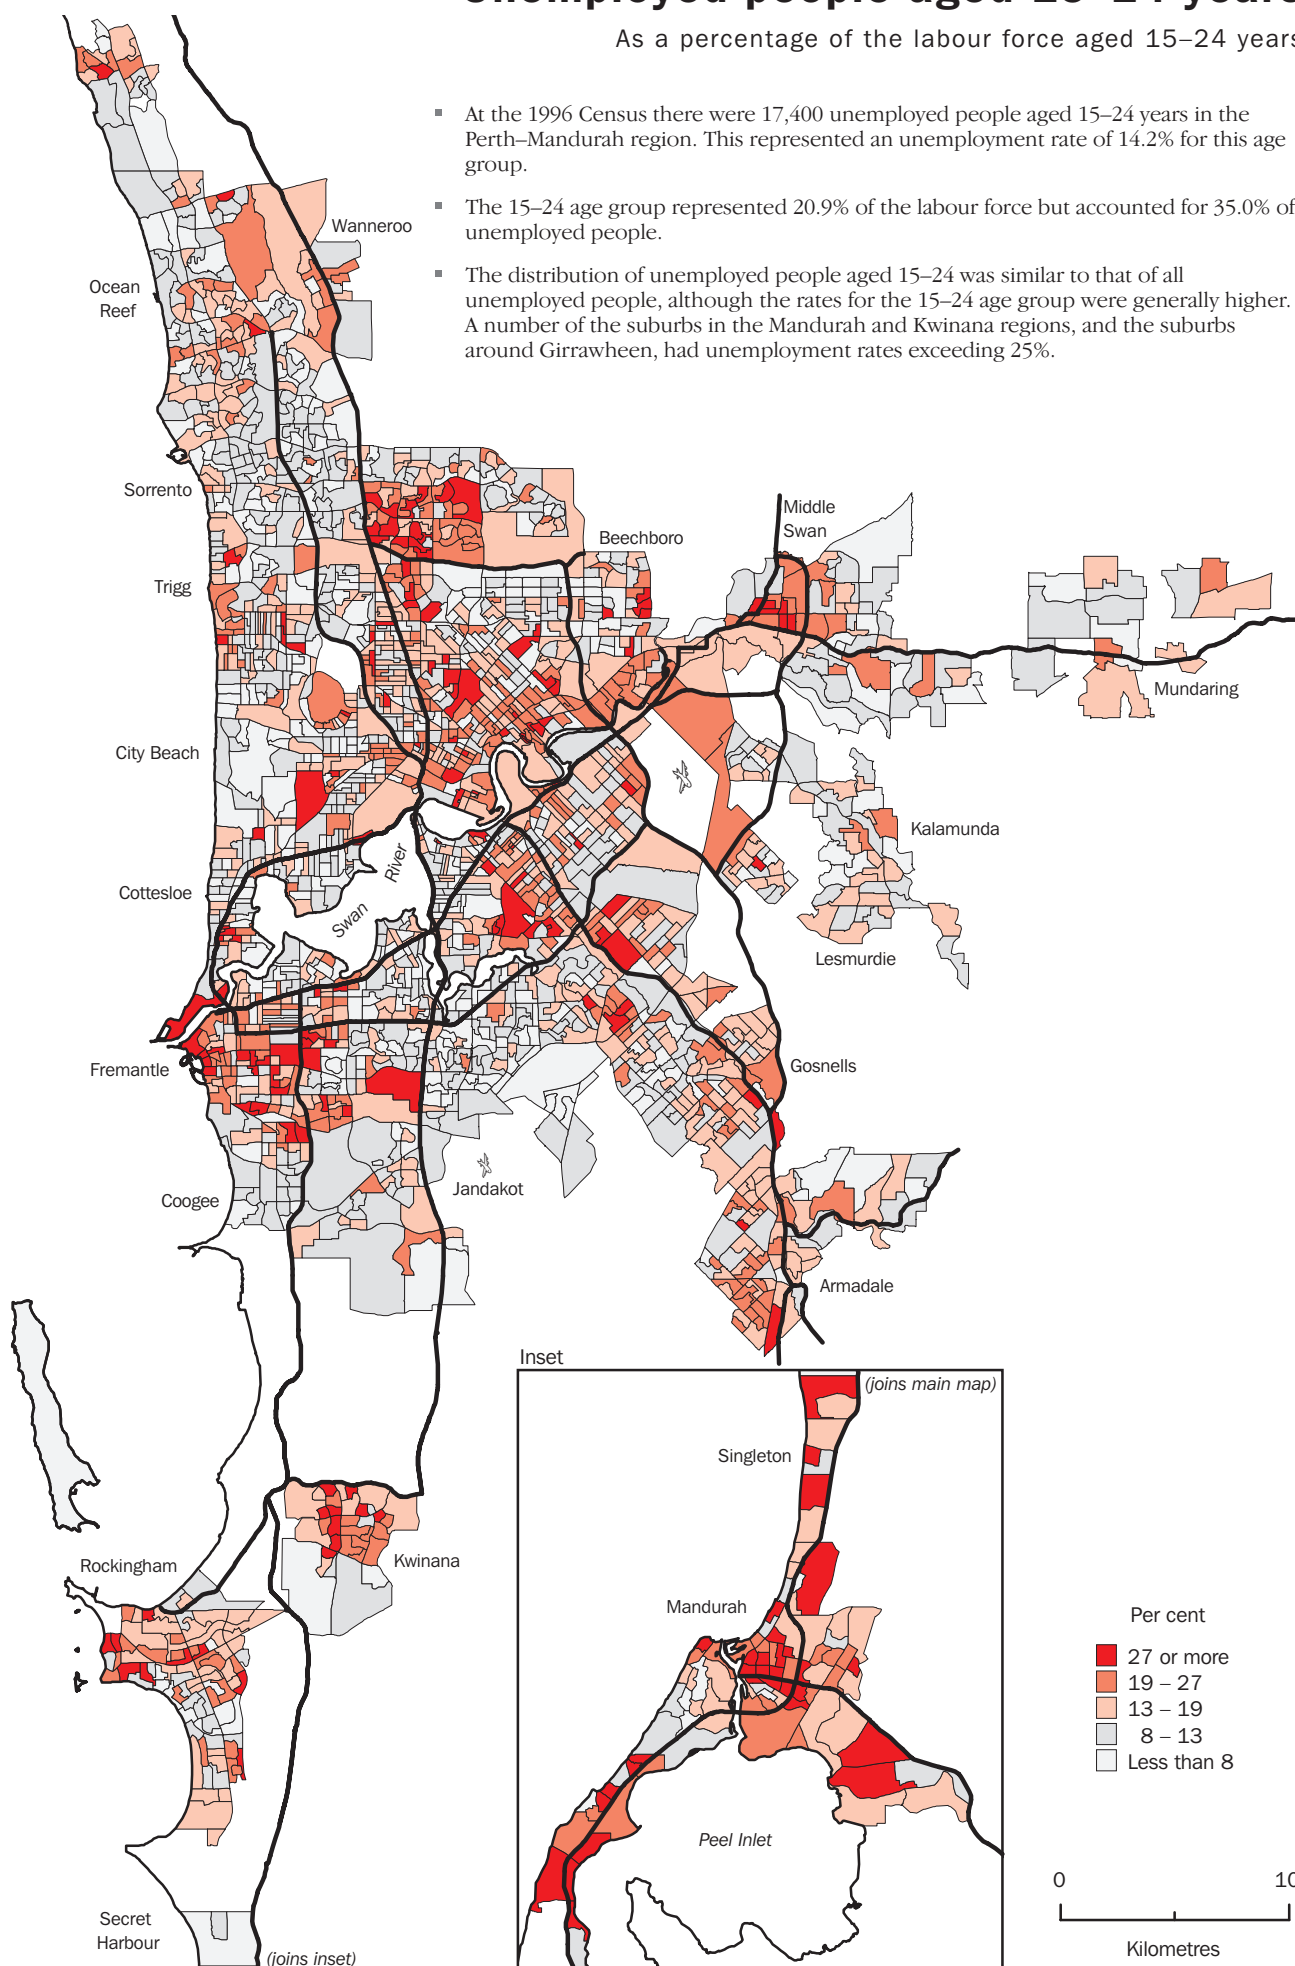 Unemployed people aged 15–24 years
As a percentage of the labour force aged 15–24 years
At the 1996 Census there were 17,400 unemployed people aged 15–24 years in the
Perth–Mandurah region. This represented an unemployment rate of 14.2% for this age
group.
The 15–24 age group represented 20.9% of the labour force but accounted for 35.0% of
unemployed people.
The distribution of unemployed people aged 15–24 was similar to that of all
unemployed people, although the rates for the 15–24 age group were generally higher.
A number of the suburbs in the Mandurah and Kwinana regions, and the suburbs
around Girrawheen, had unemployment rates exceeding 25%.
Wanneroo
Ocean
Reef
Sorrento
Middle
Swan
Beechboro
Trigg
Mundaring
City Beach
Kalamunda
River
Cottesloe
Swan
Lesmurdie
Fremantle
Gosnells
Jandakot
Coogee
Armadale
Inset
(joins main map)
Singleton
Rockingham
Kwinana
Mandurah
Per cent
27 or more
19 – 27
13 – 19
8 – 13
Less than 8
Peel Inlet
0
10
Secret
Harbour
Kilometres
(joins inset)